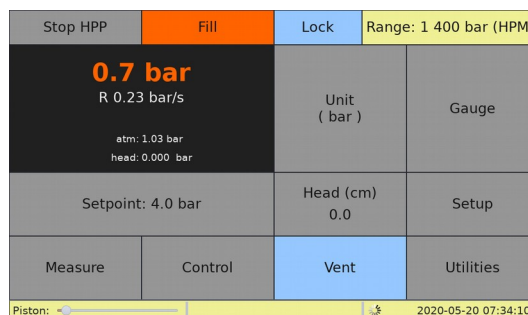 Stop HPP
Fill
Lock
Range: 1 400 bar (HPM
0.7 bar
R 0.23 bar/s
atm: 1.03 bar
head: 0.000 bar
Unit
( bar )
Gauge
Setpoint: 4.0 bar
Head (cm)
0.0
Setup
Measure
Control
Vent
Utilities
Piston:
2020-05-20 07:34:10